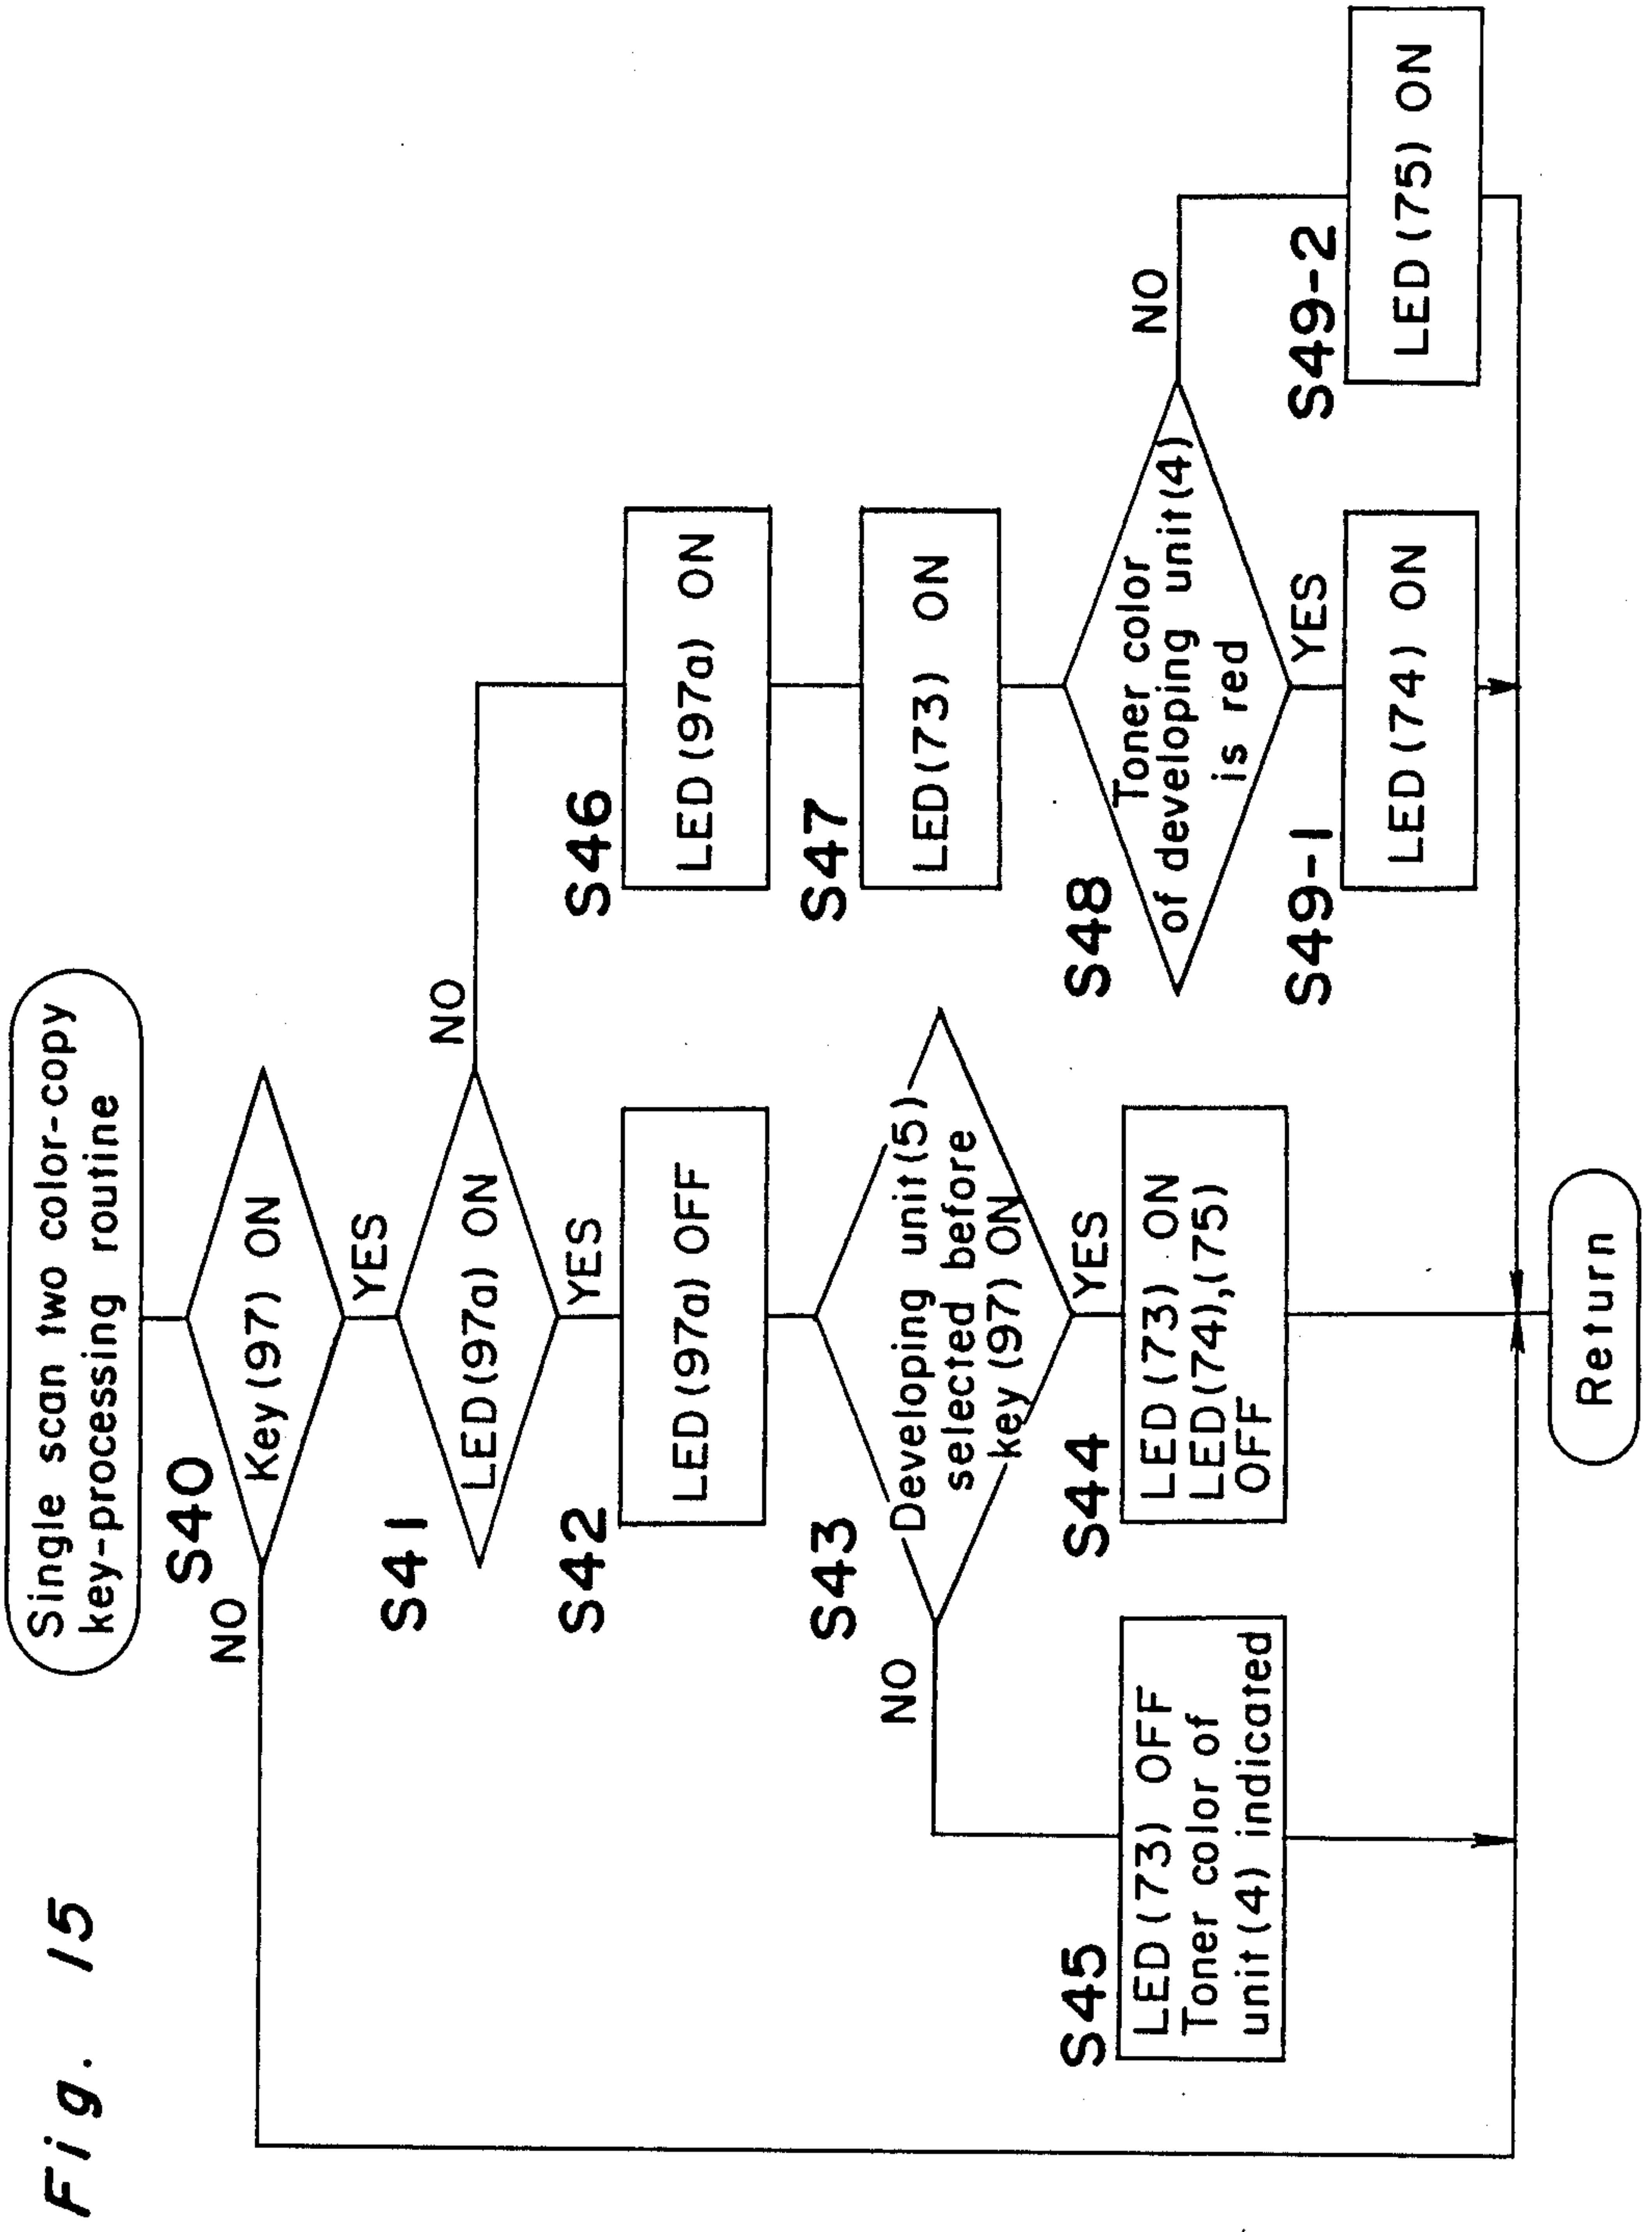 Fig. 15
Single scan two color-copy
key-processing routine
S40
Key(97) ON
NO
YES
S41
LED(97a) ON
NO
YES
S42
LED(97a) OFF
S43
Developing unit(5)
selected before
key(97) ON
NO
YES
S44
LED(73) ON
LED(74),(75)
OFF
S45
LED(73) OFF
Toner color of
unit(4) indicated
S46
LED(97a) ON
S47
LED(73) ON
S48
Toner color
of developing unit(4)
is red
NO
YES
S49-1
LED(74) ON
S49-2
LED(75) ON
Return